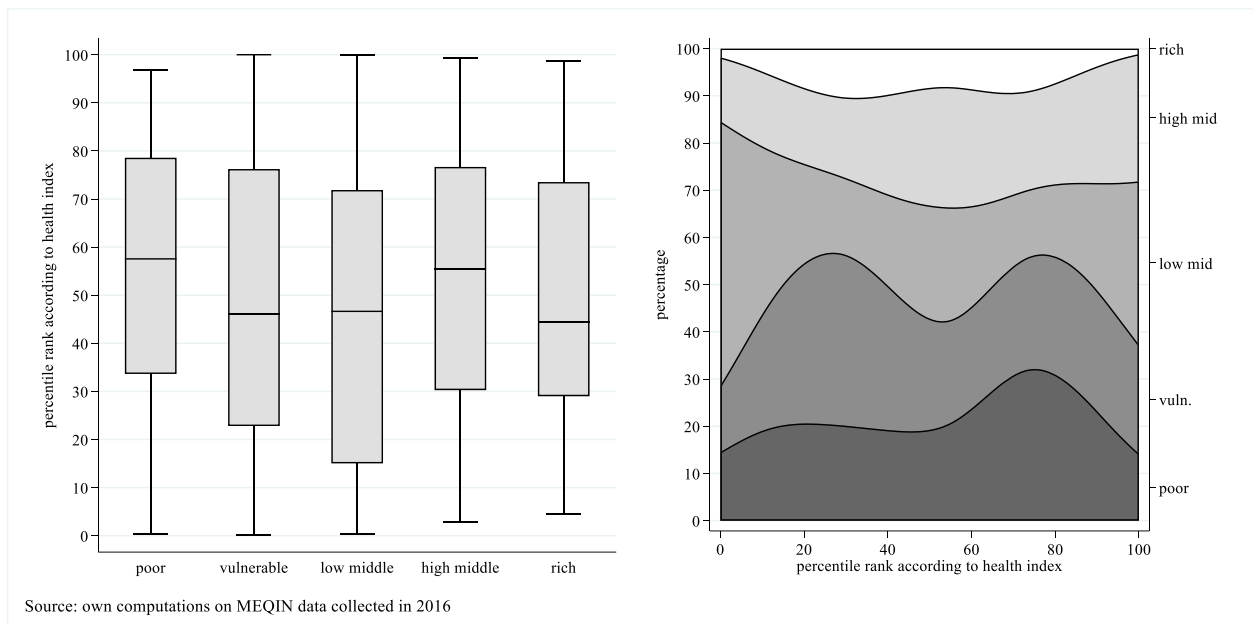 percentile rank according to health index
100
90
80
70
60
50
40
30
20
10
0
poor vulnerable low middle high middle rich
percentage
100
90
80
70
60
50
40
30
20
10
0
rich
high mid
low mid
vuln.
poor
0 20 40 60 80 100
percentile rank according to health index
Source: own computations on MEQIN data collected in 2016